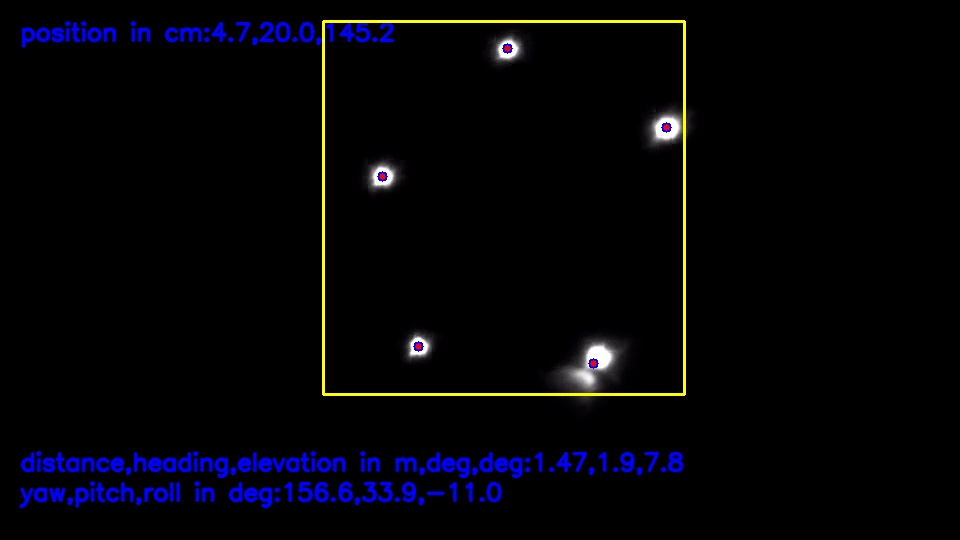 position in cm:4.7,20.0,145.2
distance,heading,elevation in m,deg,deg:1.47,1.9,7.8
yaw,pitch,roll in deg:156.6,33.9,-11.0